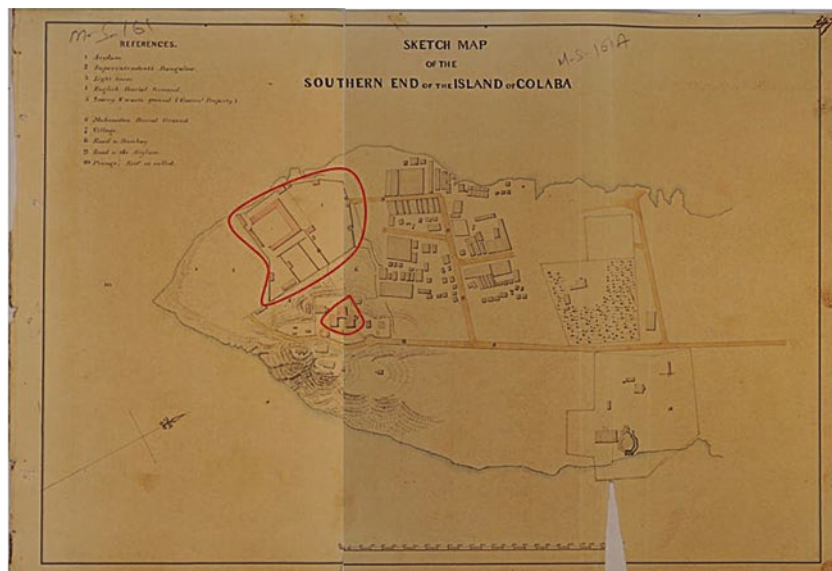 M-S-161
REFERENCES.
1 Asylum
2 Superintendent's Bungalow.
3 Light house
4 English Burial Ground
6 Mahomedan Burial Ground
7 Village
8 Road to Bombay
9 Road to the Asylum
SKETCH MAP
OF THE
SOUTHERN END OF THE ISLAND OF COLABA
M-S-161A